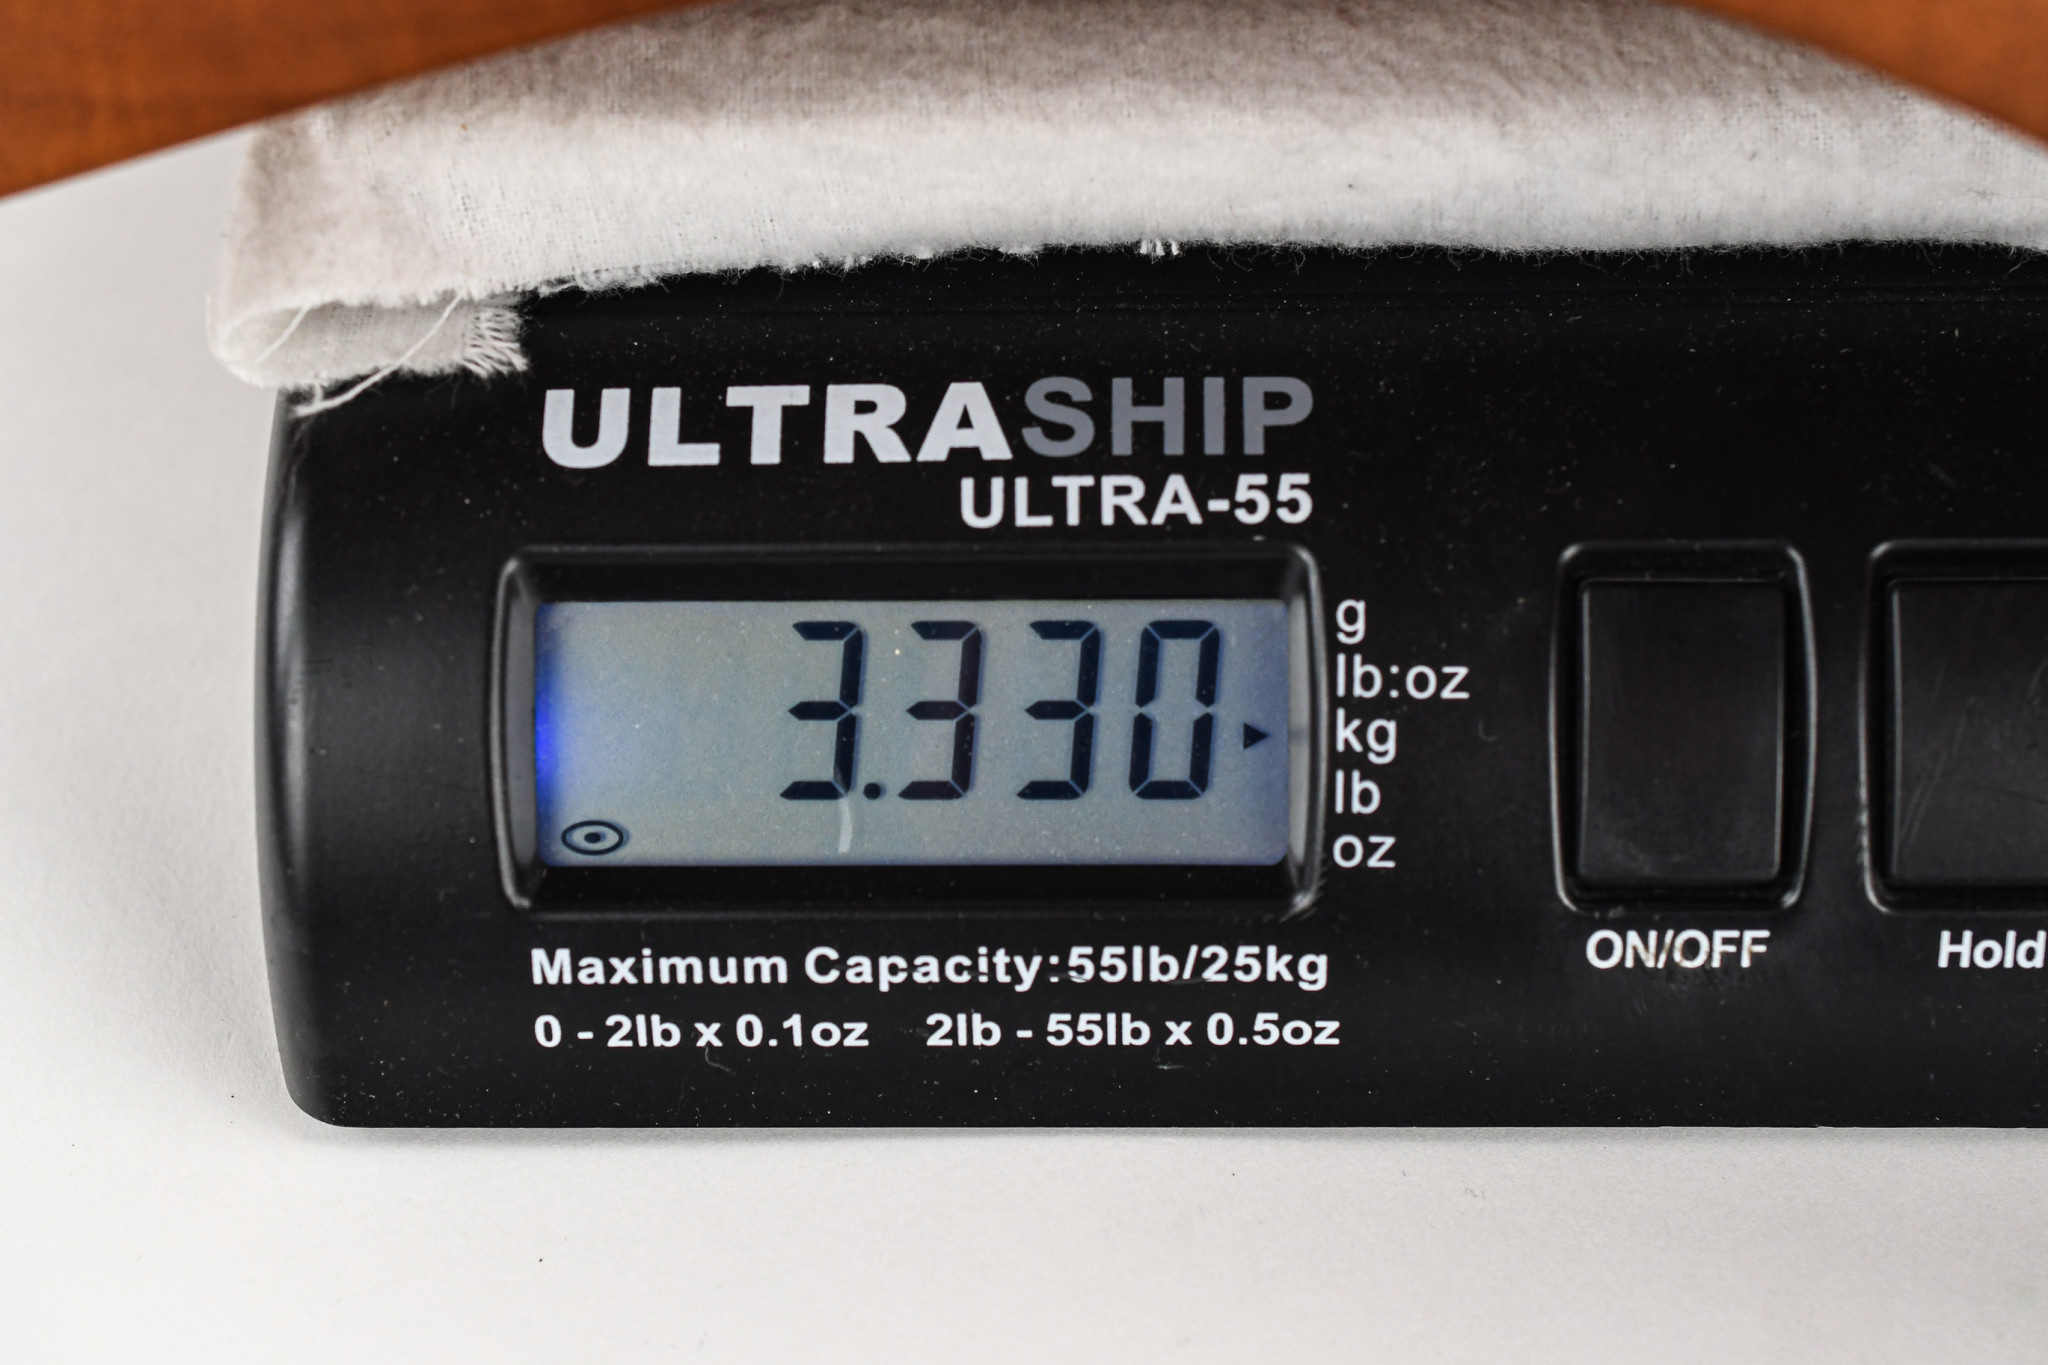 ULTRASHIP
ULTRA-55
3.330
g
lb:oz
kg
lb
oz
ON/OFF
Hold
Maximum Capacity:55lb/25kg
0 - 2lb x 0.1oz 2lb - 55lb x 0.5oz